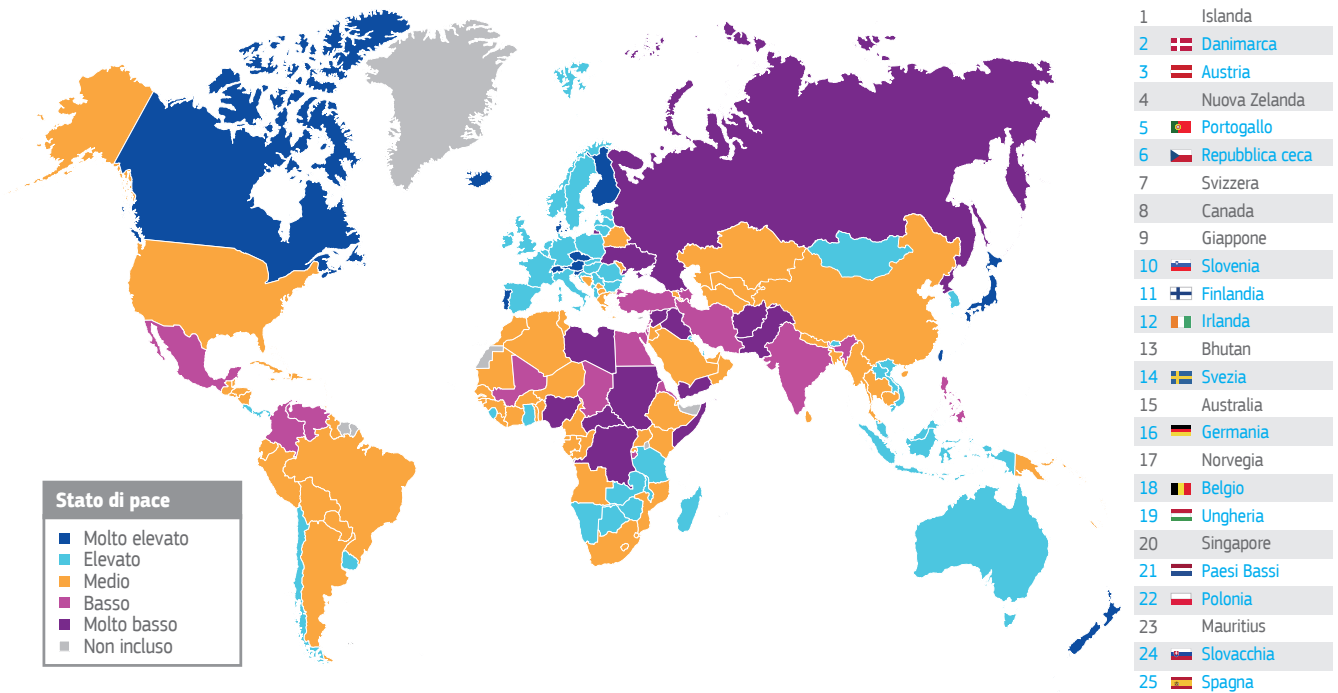 1 Islanda
2 Danimarca
3 Austria
4 Nuova Zelanda
5 Portogallo
6 Repubblica ceca
7 Svizzera
8 Canada
9 Giappone
10 Slovenia
11 Finlandia
12 Irlanda
13 Bhutan
14 Svezia
15 Australia
16 Germania
17 Norvegia
18 Belgio
19 Ungheria
20 Singapore
21 Paesi Bassi
22 Polonia
23 Mauritius
24 Slovacchia
25 Spagna
Stato di pace
Molto elevato
Elevato
Medio
Basso
Molto basso
Non incluso